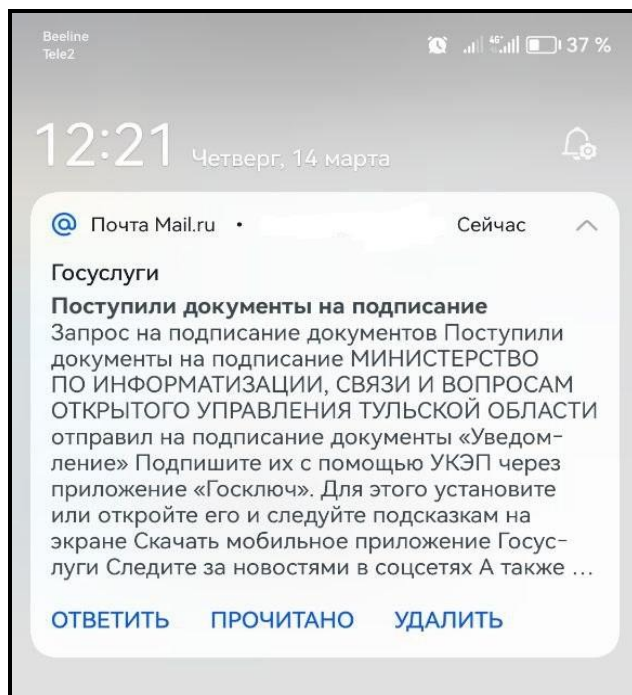 Beeline
Tele2
4G+ 37 %
12:21 Четверг, 14 марта
@ Почта Mail.ru • Сейчас
Госуслуги
Поступили документы на подписание
Запрос на подписание документов Поступили
документы на подписание МИНИСТЕРСТВО
ПО ИНФОРМАТИЗАЦИИ, СВЯЗИ И ВОПРОСАМ
ОТКРЫТОГО УПРАВЛЕНИЯ ТУЛЬСКОЙ ОБЛАСТИ
отправил на подписание документы «Уведом-
ление» Подпишите их с помощью УКЭП через
приложение «Госключ». Для этого установите
или откройте его и следуйте подсказкам на
экране Скачать мобильное приложение Госус-
луги Следите за новостями в соцсетях А также ...
ОТВЕТИТЬ ПРОЧИТАНО УДАЛИТЬ